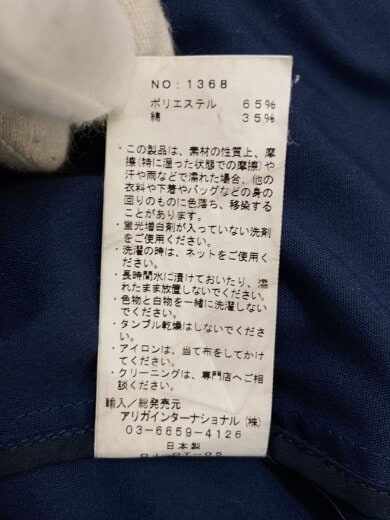 NO: 1368
ポリエステル 65%
綿 35%
・この製品は、素材の性質上、摩
擦(特に湿った状態での摩擦)や
汗や雨などで濡れた場合、他の
衣料や下着やバッグなどの身の
回りのものに色落ち、移染する
ことがあります。
・蛍光増白剤が入っていない洗剤
をご使用ください。
・洗濯の時は、ネットをご使用く
ださい。
・長時間水に漬けておいたり、濡
れたまま放置しないでください。
・色物と白物を一緒に洗濯しない
でください。
・タンブル乾燥はしないでくださ
い。
・アイロンは、当て布をしてかけ
てください。
・クリーニングは、専門店へご相
談ください。
輸入/総発売元
アリガインターナショナル(株)
03-6659-4126
日本製